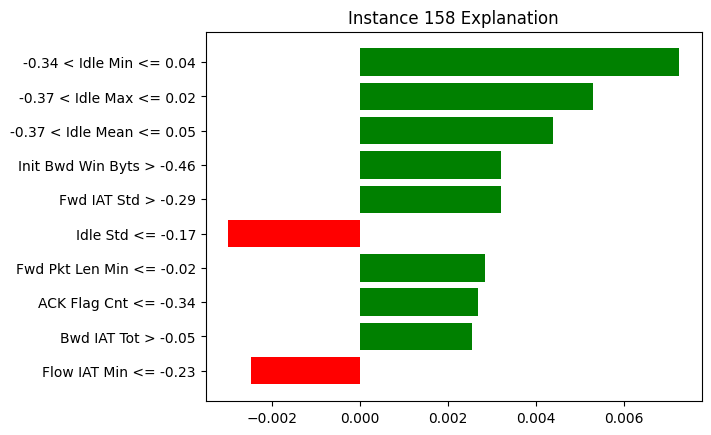 Instance 158 Explanation
-0.34 < Idle Min <= 0.04
-0.37 < Idle Max <= 0.02
-0.37 < Idle Mean <= 0.05
Init Bwd Win Byts > -0.46
Fwd IAT Std > -0.29
Idle Std <= -0.17
Fwd Pkt Len Min <= -0.02
ACK Flag Cnt <= -0.34
Bwd IAT Tot > -0.05
Flow IAT Min <= -0.23
−0.002 0.000 0.002 0.004 0.006